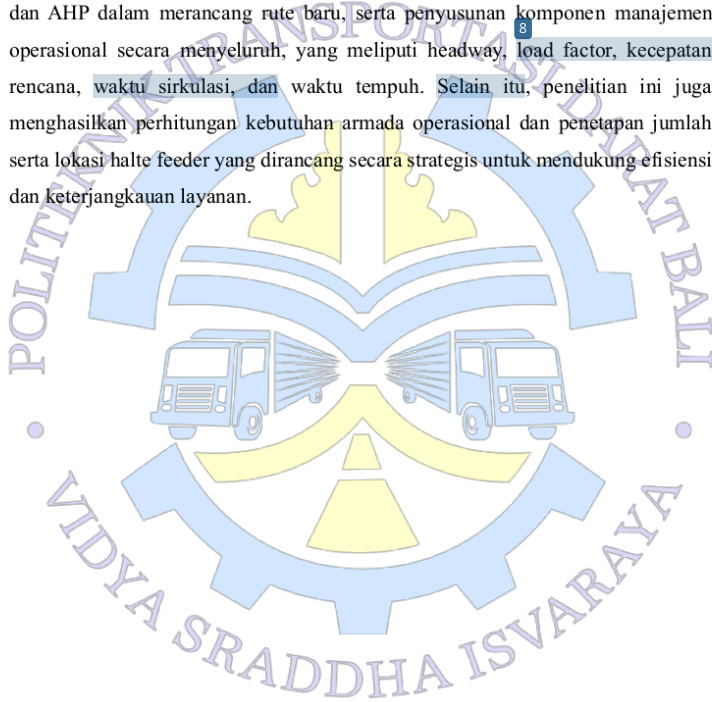 dan AHP dalam merancang rute baru, serta penyusunan komponen manajemen
8
operasional secara menyeluruh, yang meliputi headway, load factor, kecepatan
rencana, waktu sirkulasi, dan waktu tempuh. Selain itu, penelitian ini juga
menghasilkan perhitungan kebutuhan armada operasional dan penetapan jumlah
serta lokasi halte feeder yang dirancang secara strategis untuk mendukung efisiensi
dan keterjangkauan layanan.
POLITEKNIK TRANSPORTASI DARAT BALI
VIDYA SRADDHA ISVARAYA